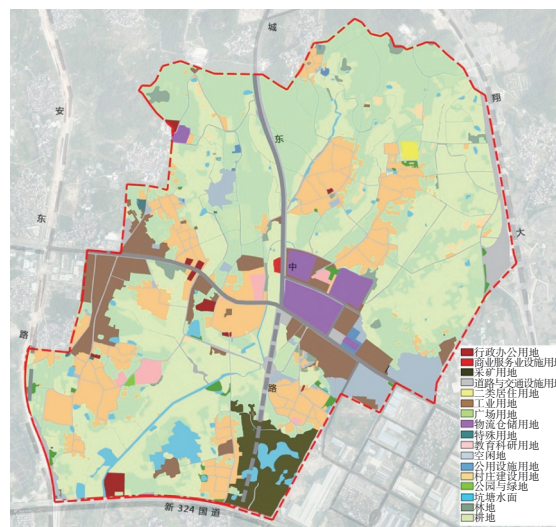 城
安
翔
东
东
大
中
路
路
新 324 国道
行政办公用地
商业服务业设施用地
采矿用地
道路与交通设施用地
二类居住用地
工业用地
广场用地
物流仓储用地
特殊用地
教育科研用地
空闲地
公用设施用地
村庄建设用地
公园与绿地
坑塘水面
林地
耕地